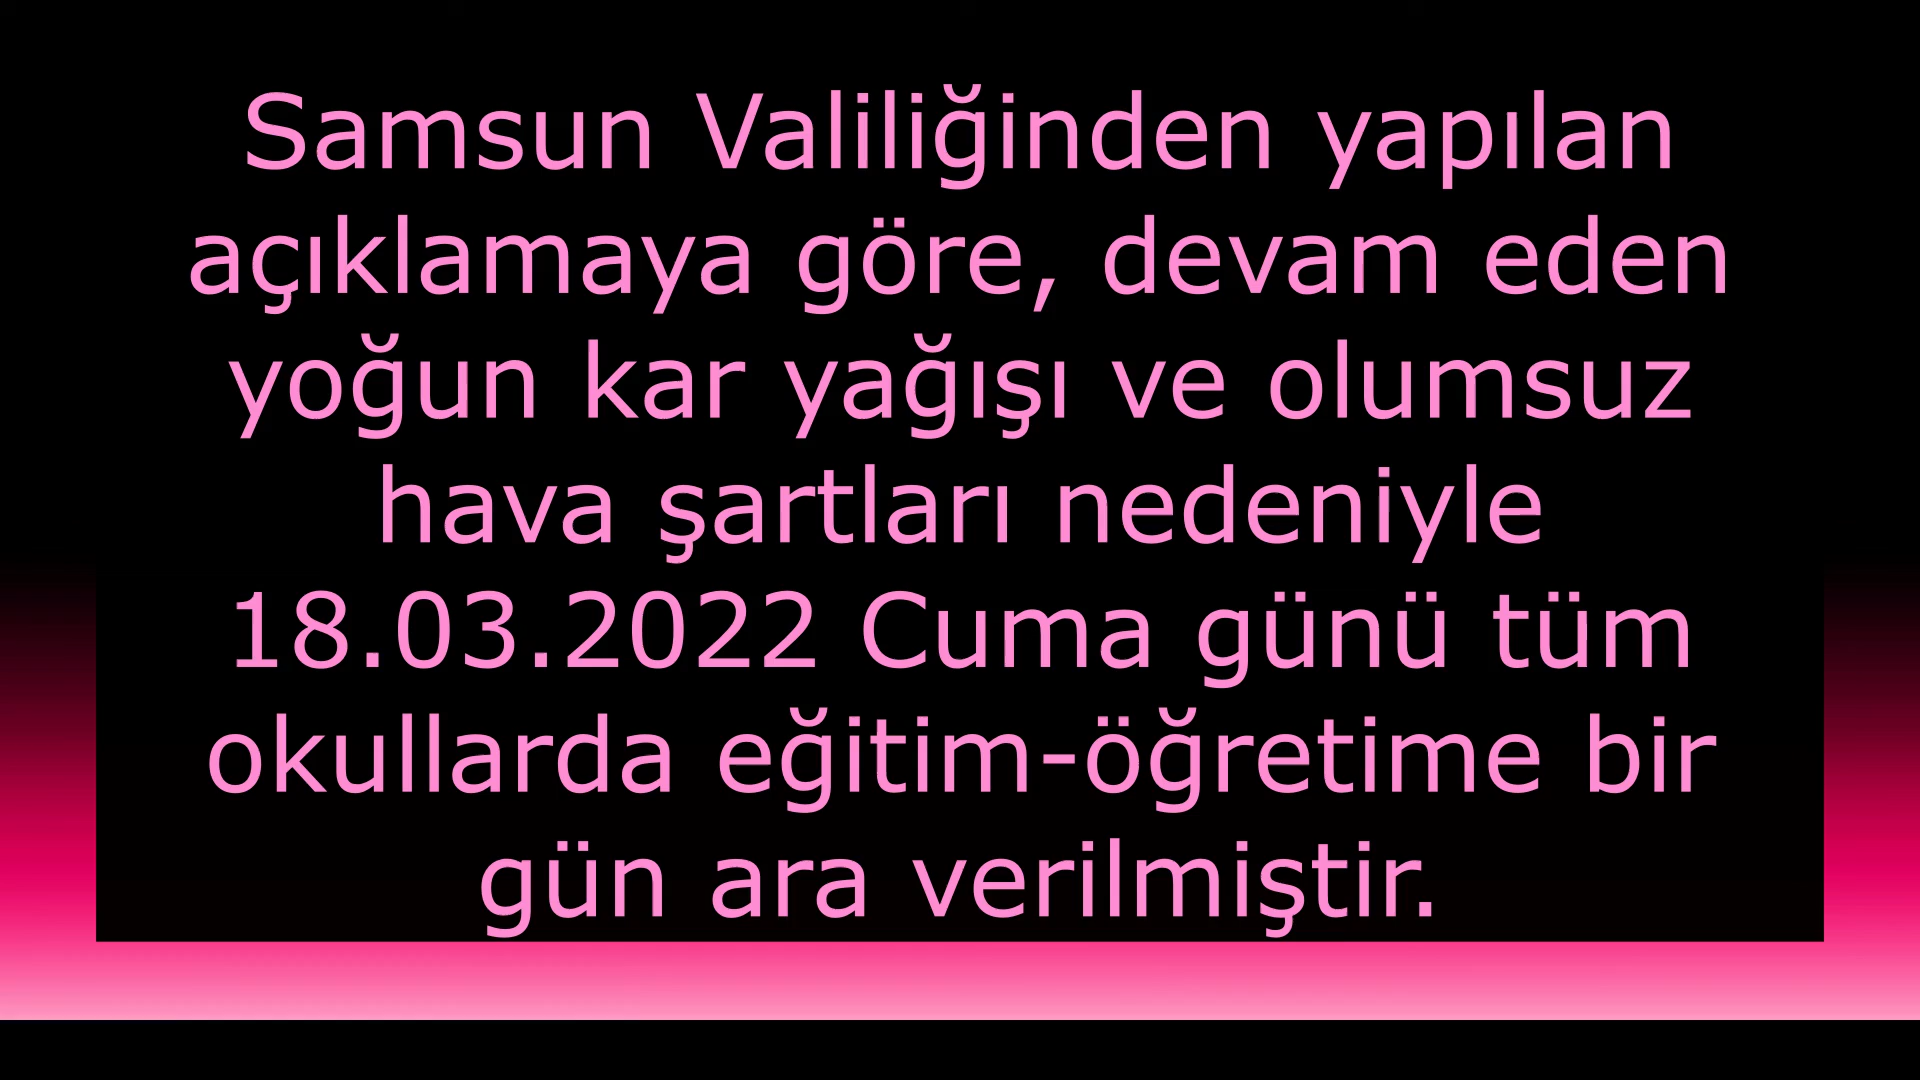 Samsun Valiliğinden yapılan
açıklamaya göre, devam eden
yoğun kar yağışı ve olumsuz
hava şartları nedeniyle
18.03.2022 Cuma günü tüm
okullarda eğitim-öğretime bir
gün ara verilmiştir.